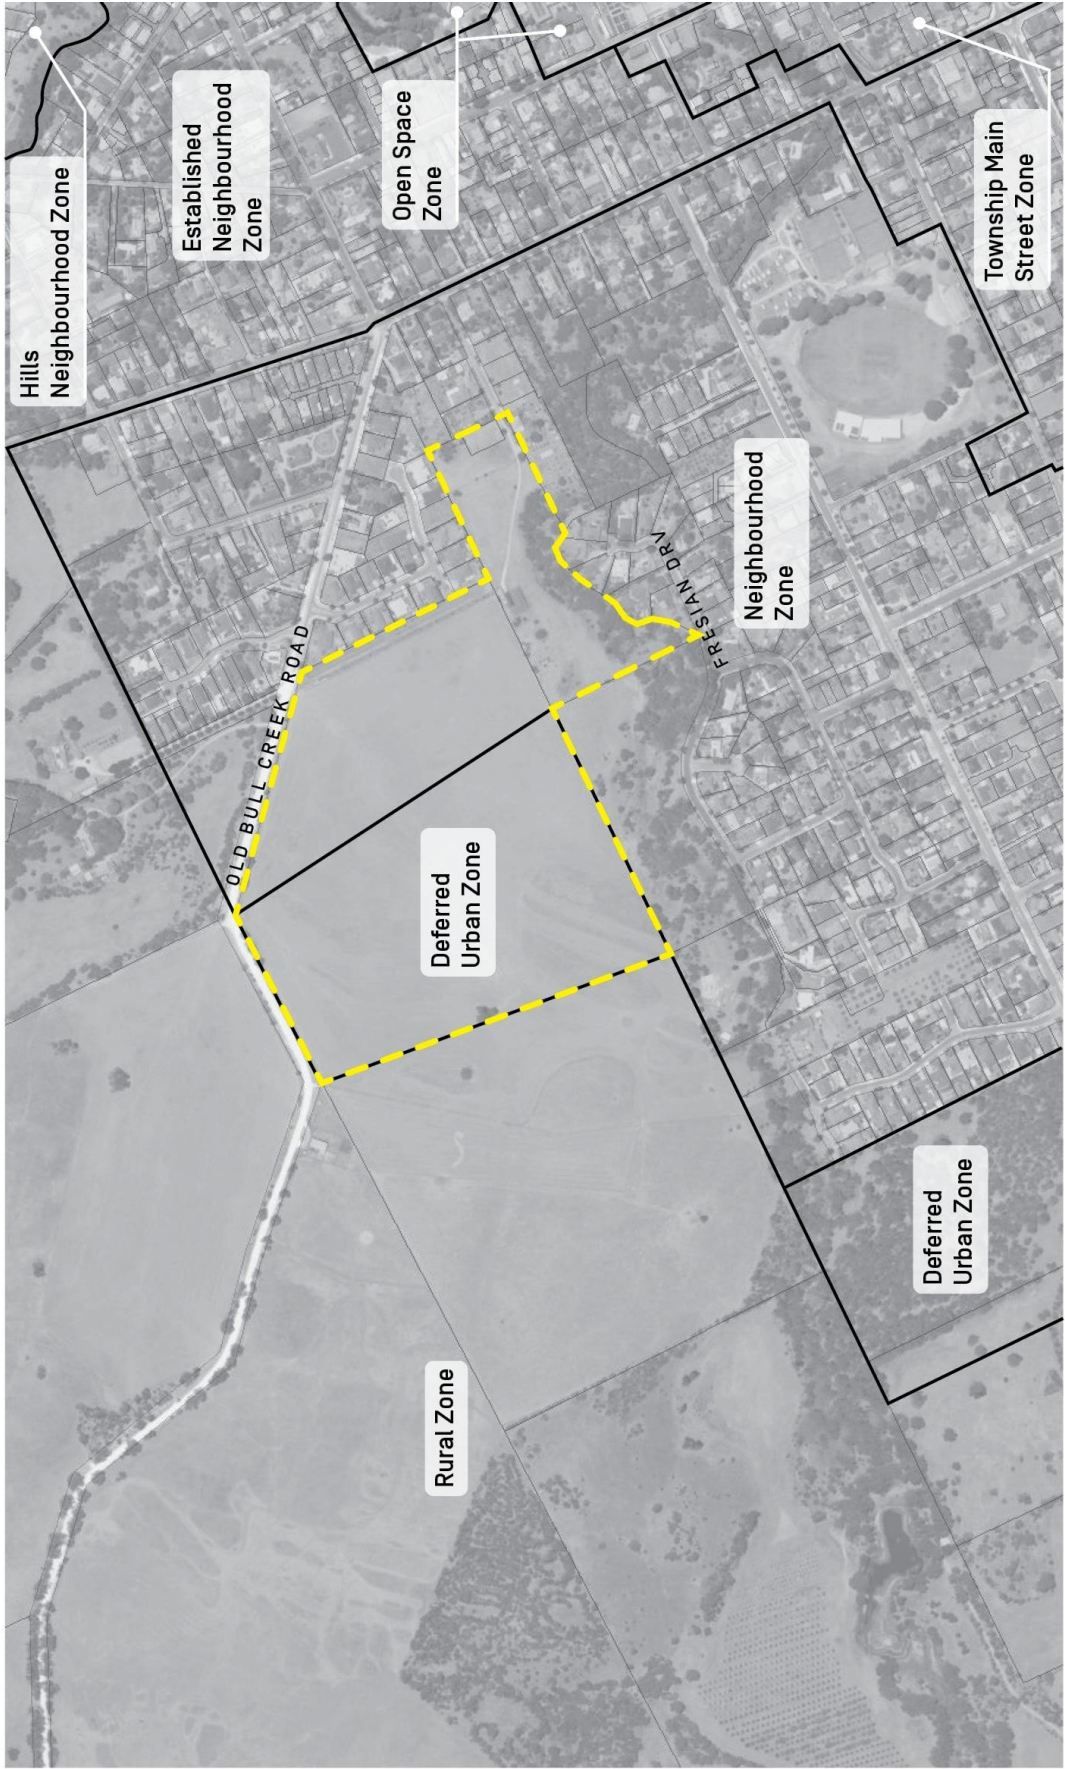 Hills
Neighbourhood Zone
Established
Neighbourhood
Zone
Open Space
Zone
Township Main
Street Zone
OLD BULL CREEK ROAD
FRESIAN DRV
Neighbourhood
Zone
Deferred
Urban Zone
Deferred
Urban Zone
Rural Zone